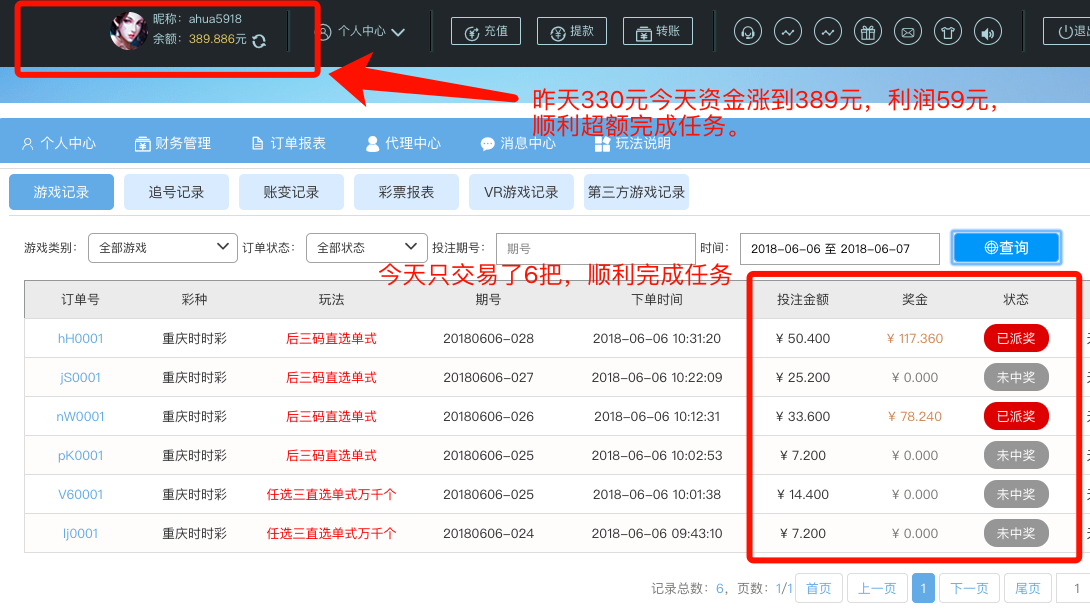 昵称: ahua5918
余额: 389.886元
个人中心 充值 提款 转账
昨天330元今天资金涨到389元，利润59元，
顺利超额完成任务。
个人中心 财务管理 订单报表 代理中心 消息中心 玩法说明
游戏记录 追号记录 账变记录 彩票报表 VR游戏记录 第三方游戏记录
游戏类别: 全部游戏 订单状态: 全部状态 投注期号: 期号 时间: 2018-06-06 至 2018-06-07 查询
今天只交易了6把，顺利完成任务
订单号 彩种 玩法 期号 下单时间 投注金额 奖金 状态
hH0001 重庆时时彩 后三码直选单式 20180606-028 2018-06-06 10:31:20 ¥ 50.400 ¥ 117.360 已派奖
jS0001 重庆时时彩 后三码直选单式 20180606-027 2018-06-06 10:22:09 ¥ 25.200 ¥ 0.000 未中奖
nW0001 重庆时时彩 后三码直选单式 20180606-026 2018-06-06 10:12:31 ¥ 33.600 ¥ 78.240 已派奖
pK0001 重庆时时彩 后三码直选单式 20180606-025 2018-06-06 10:02:53 ¥ 7.200 ¥ 0.000 未中奖
V60001 重庆时时彩 任选三直选单式万千个 20180606-025 2018-06-06 10:01:38 ¥ 14.400 ¥ 0.000 未中奖
lj0001 重庆时时彩 任选三直选单式万千个 20180606-024 2018-06-06 09:43:10 ¥ 7.200 ¥ 0.000 未中奖
记录总数: 6, 页数: 1/1 首页 上一页 1 下一页 尾页 1